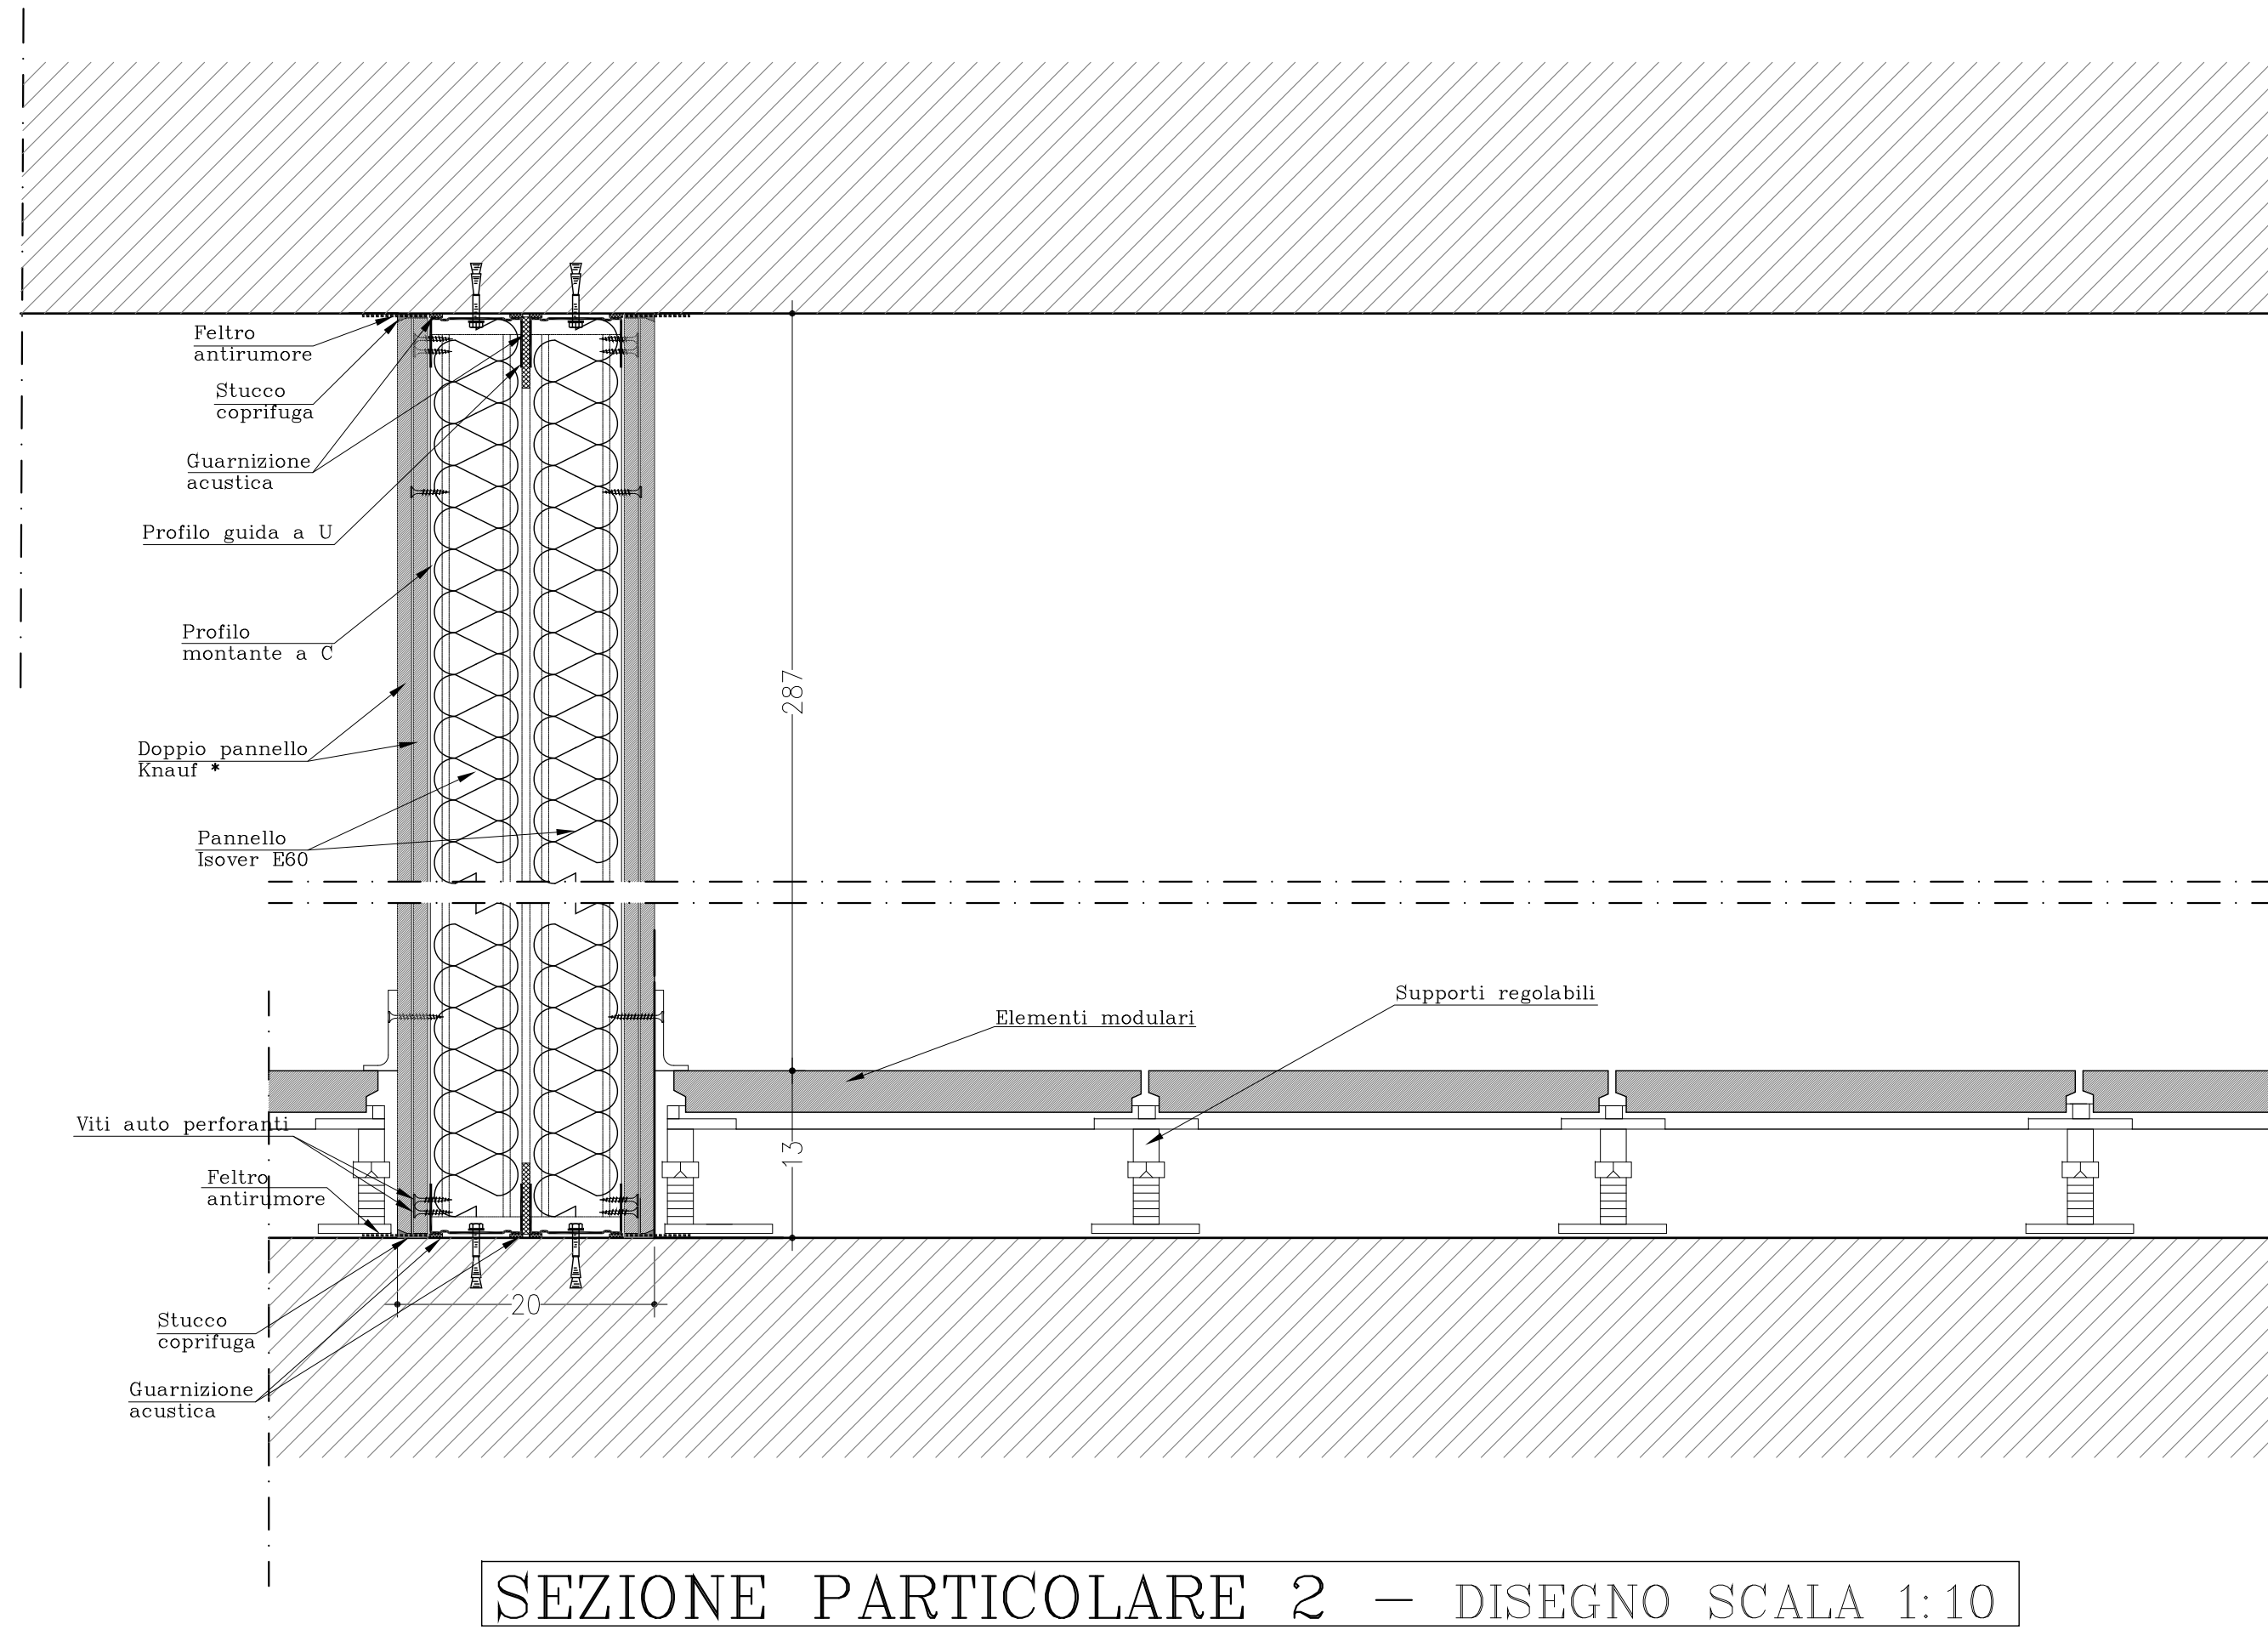 Feltro
antirumore
Stucco
coprifuga
Guarnizione
acustica
Profilo guida a U
Profilo
montante a C
287
Doppio pannello
Knauf *
Pannello
Isover E60
Supporti regolabili
Elementi modulari
Viti auto perforanti
13
Feltro
antirumore
20
Stucco
coprifuga
Guarnizione
acustica
SEZIONE PARTICOLARE 2 – DISEGNO SCALA 1:10